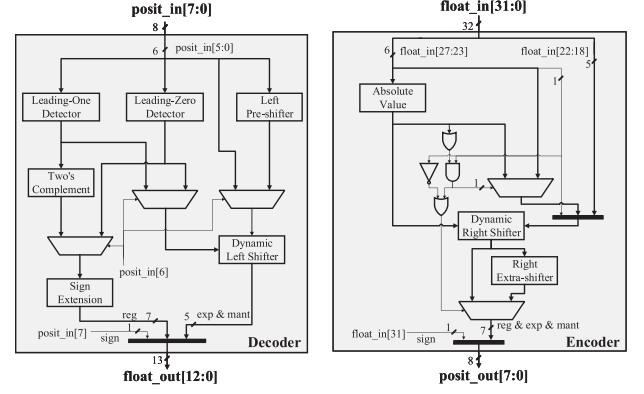 posit_in[7:0]
8
6
posit_in[5:0]
Leading-One
Detector
Leading-Zero
Detector
Left
Pre-shifter
Two's
Complement
Dynamic
Left Shifter
posit_in[6]
Sign
Extension
reg
7
5
exp & mant
posit_in[7]
1
sign
Decoder
13
float_out[12:0]
float_in[31:0]
32
6
float_in[27:23]
float_in[22:18]
5
1
Absolute
Value
1
Dynamic
Right Shifter
Right
Extra-shifter
float_in[31]
1
sign
7
reg & exp & mant
Encoder
8
posit_out[7:0]